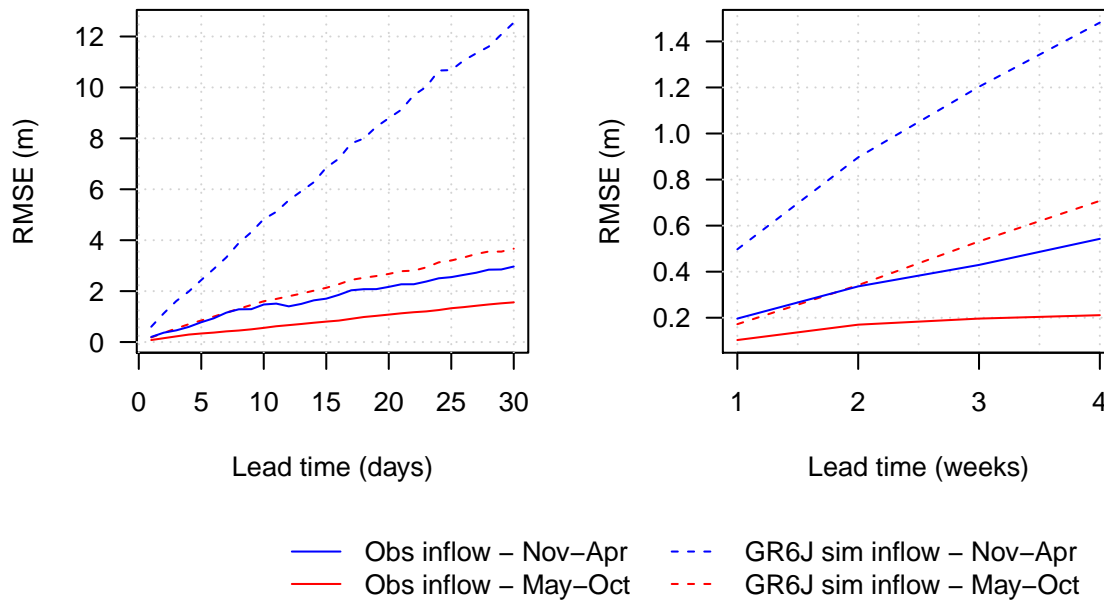 RMSE (m)
12
10
8
6
4
2
0
0 5 10 15 20 25 30
Lead time (days)
RMSE (m)
1.4
1.2
1.0
0.8
0.6
0.4
0.2
1 2 3 4
Lead time (weeks)
Obs inflow − Nov−Apr GR6J sim inflow − Nov−Apr
Obs inflow − May−Oct GR6J sim inflow − May−Oct